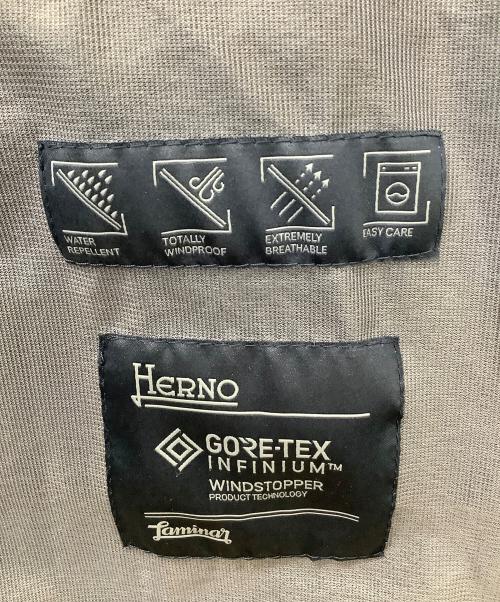 WATER
REPELLENT
TOTALLY
WINDPROOF
EXTREMELY
BREATHABLE
EASY CARE
HERNO
GORE-TEX
INFINIUM™
WINDSTOPPER
PRODUCT TECHNOLOGY
Laminar